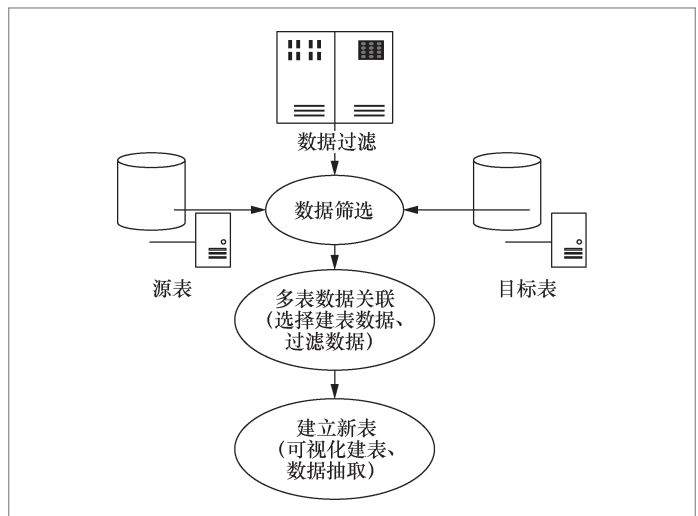 数据过滤
数据筛选
源表
目标表
多表数据关联
(选择建表数据、
过滤数据)
建立新表
(可视化建表、
数据抽取)